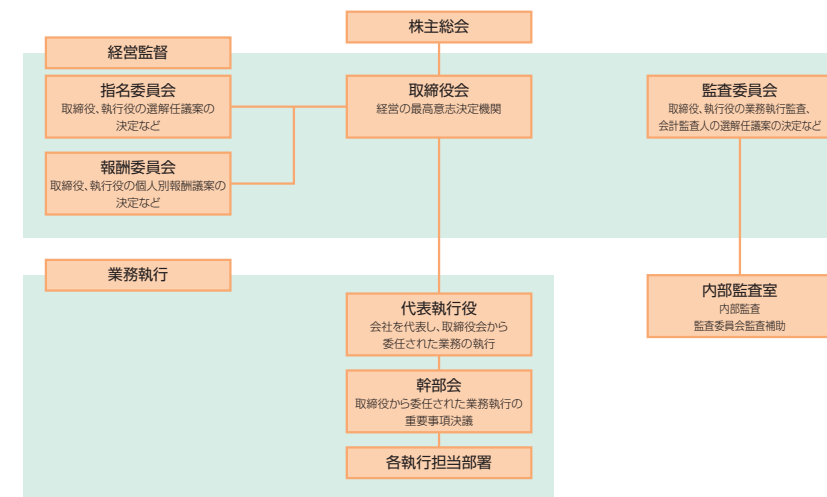 株主総会
経営監督
指名委員会
取締役、執行役の選解任議案の
決定など
取締役会
経営の最高意志決定機関
監査委員会
取締役、執行役の業務執行監査、
会計監査人の選解任議案の決定など
報酬委員会
取締役、執行役の個人別報酬議案の
決定など
業務執行
代表執行役
会社を代表し、取締役会から
委任された業務の執行
内部監査室
内部監査
監査委員会監査補助
幹部会
取締役から委任された業務執行の
重要事項決議
各執行担当部署